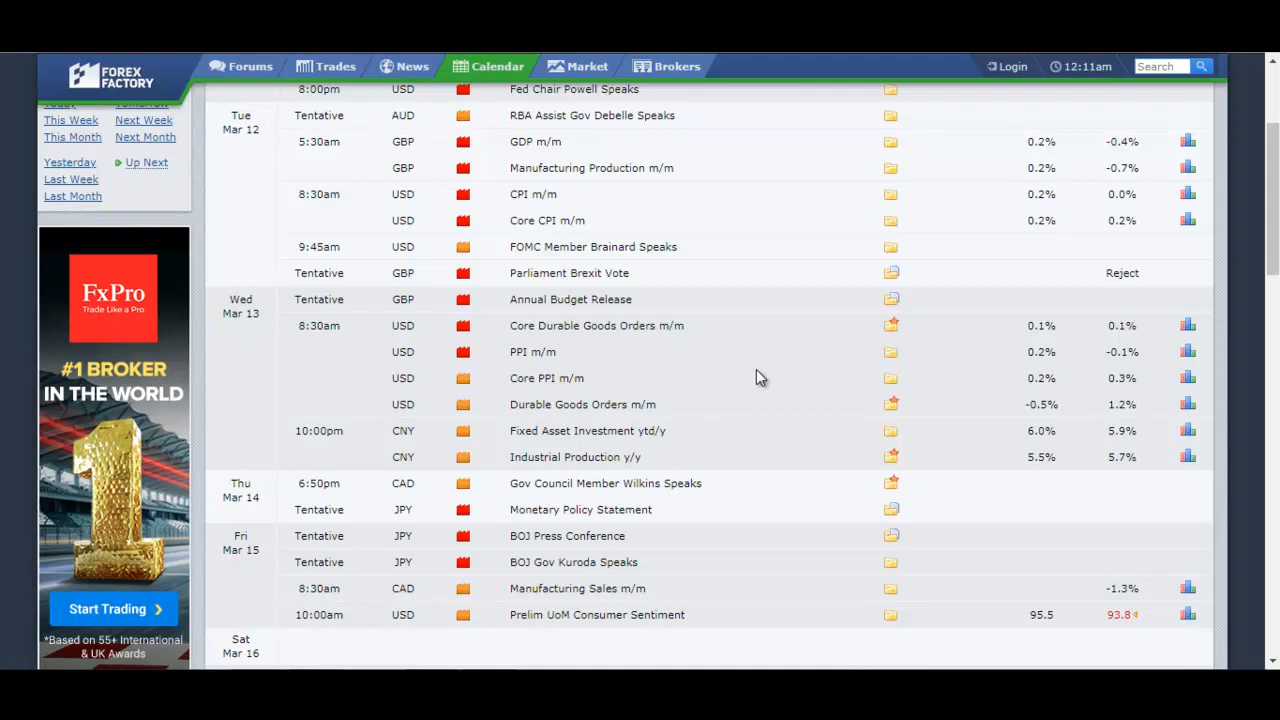 FOREX FACTORY
Forums Trades News Calendar Market Brokers Login 12:11am Search
This Week Next Week
This Month Next Month
Yesterday Up Next
Last Week
Last Month
FxPro
Trade Like a Pro
#1 BROKER
IN THE WORLD
1
Start Trading
*Based on 55+ International
& UK Awards
8:00pm USD Fed Chair Powell Speaks
Tue Mar 12 Tentative AUD RBA Assist Gov Debelle Speaks
5:30am GBP GDP m/m 0.2% -0.4%
GBP Manufacturing Production m/m 0.2% -0.7%
8:30am USD CPI m/m 0.2% 0.0%
USD Core CPI m/m 0.2% 0.2%
9:45am USD FOMC Member Brainard Speaks
Tentative GBP Parliament Brexit Vote Reject
Wed Mar 13 Tentative GBP Annual Budget Release
8:30am USD Core Durable Goods Orders m/m 0.1% 0.1%
USD PPI m/m 0.2% -0.1%
USD Core PPI m/m 0.2% 0.3%
USD Durable Goods Orders m/m -0.5% 1.2%
10:00pm CNY Fixed Asset Investment ytd/y 6.0% 5.9%
CNY Industrial Production y/y 5.5% 5.7%
Thu Mar 14 6:50pm CAD Gov Council Member Wilkins Speaks
Tentative JPY Monetary Policy Statement
Fri Mar 15 Tentative JPY BOJ Press Conference
Tentative JPY BOJ Gov Kuroda Speaks
8:30am CAD Manufacturing Sales m/m -1.3%
10:00am USD Prelim UoM Consumer Sentiment 95.5 93.8
Sat Mar 16